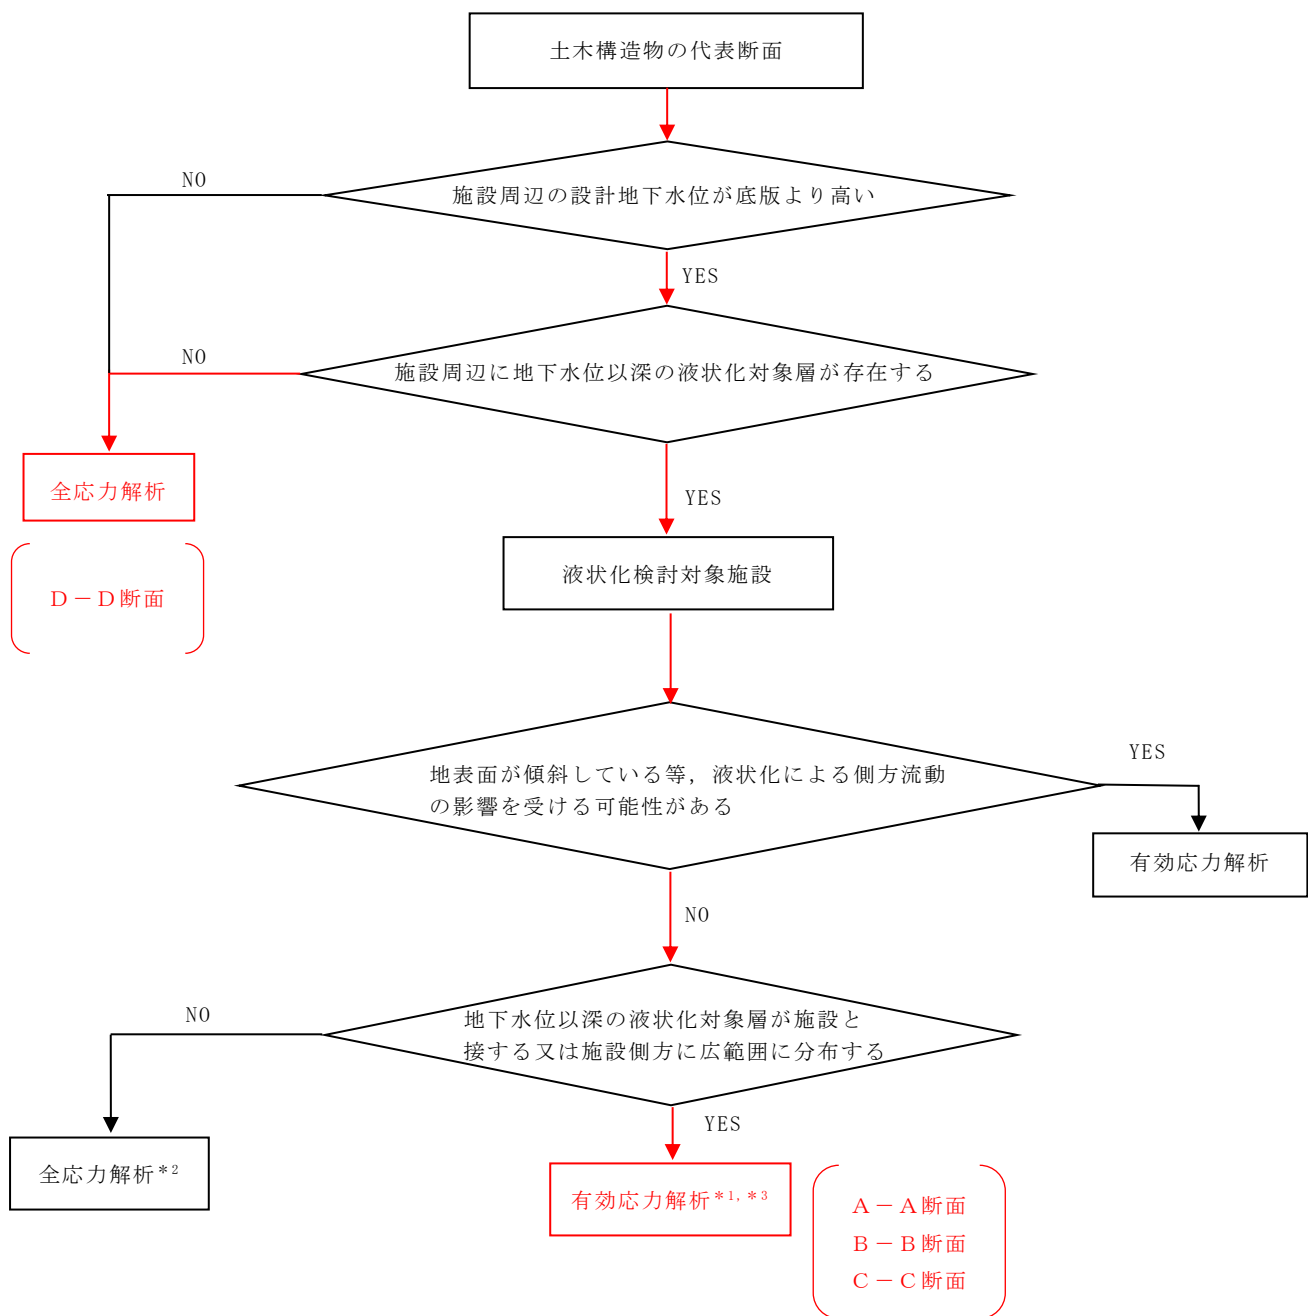 土木構造物の代表断面
NO
施設周辺の設計地下水位が底版より高い
YES
NO
施設周辺に地下水位以深の液状化対象層が存在する
全応力解析
YES
D－D断面
液状化検討対象施設
地表面が傾斜している等，液状化による側方流動
の影響を受ける可能性がある
YES
有効応力解析
NO
NO
地下水位以深の液状化対象層が施設と
接する又は施設側方に広範囲に分布する
YES
全応力解析*2
有効応力解析*1, *3
A－A断面
B－B断面
C－C断面